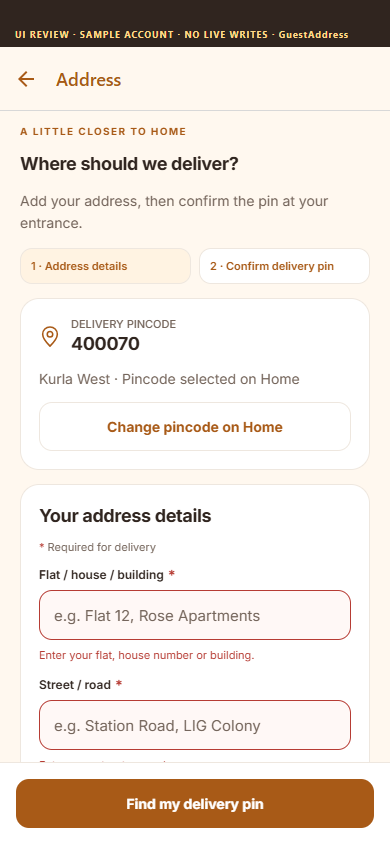 UI REVIEW · SAMPLE ACCOUNT · NO LIVE WRITES · GuestAddress
Address
A LITTLE CLOSER TO HOME
Where should we deliver?
Add your address, then confirm the pin at your
entrance.
1 · Address details
2 · Confirm delivery pin
DELIVERY PINCODE
400070
Kurla West · Pincode selected on Home
Change pincode on Home
Your address details
* Required for delivery
Flat / house / building *
e.g. Flat 12, Rose Apartments
Enter your flat, house number or building.
Street / road *
e.g. Station Road, LIG Colony
Find my delivery pin